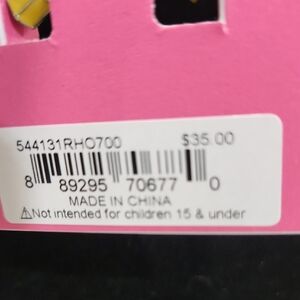 544131RHO700 $35.00
8 89295 70677 0
MADE IN CHINA
⚠Not intended for children 15 & under